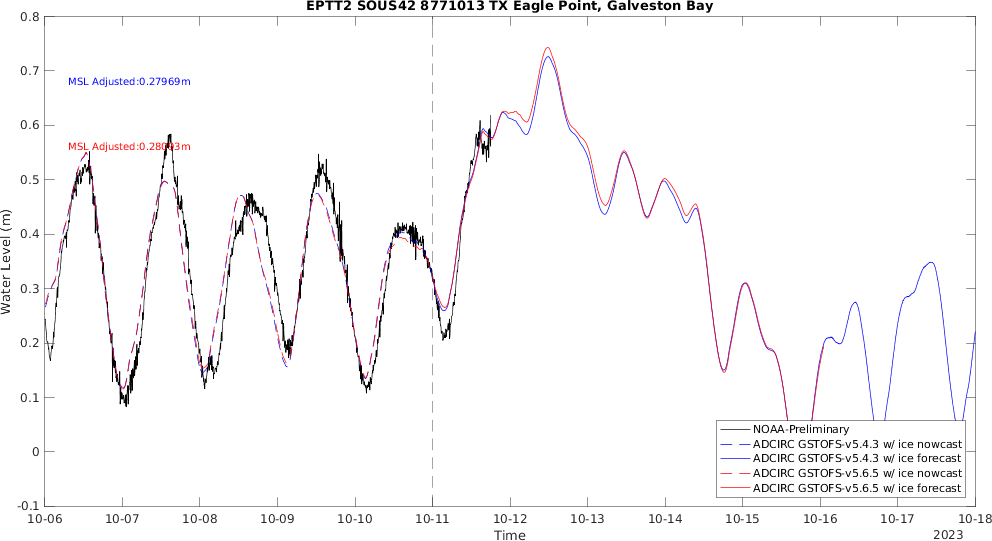 EPTT2 SOUS42 8771013 TX Eagle Point, Galveston Bay
0.8
0.7
MSL Adjusted:0.27969m
0.6
MSL Adjusted:
0.5
0.4
Water Level (m)
0.3
0.2
0.1
0
-0.1
NOAA-Preliminary
ADCIRC GSTOFS-v5.4.3 w/ ice nowcast
ADCIRC GSTOFS-v5.4.3 w/ ice forecast
ADCIRC GSTOFS-v5.6.5 w/ ice nowcast
ADCIRC GSTOFS-v5.6.5 w/ ice forecast
10-06 10-07 10-08 10-09 10-10 10-11 10-12 10-13 10-14 10-15 10-16 10-17 10-18
Time
2023